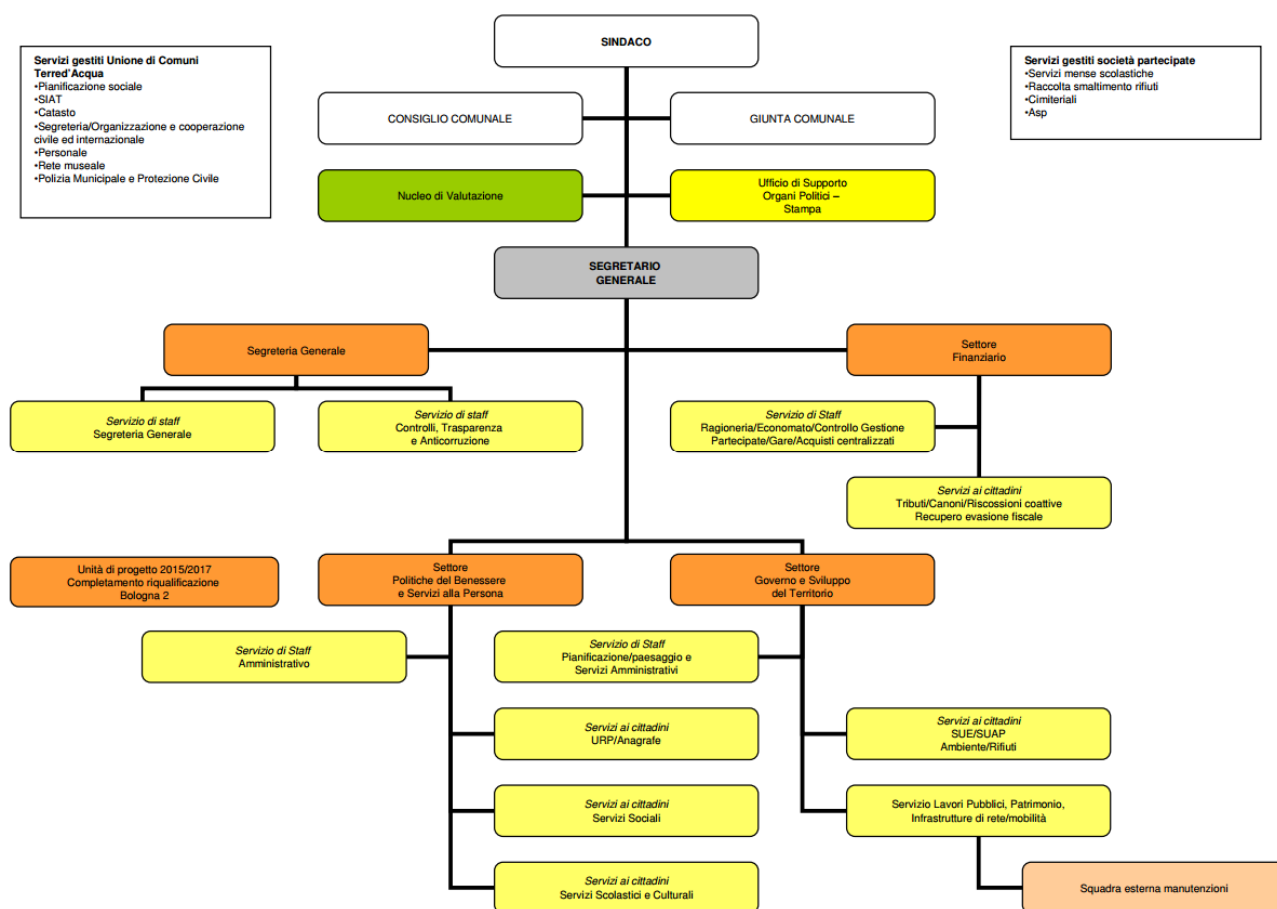 SINDACO
Servizi gestiti Unione di Comuni
Terred'Acqua
•Pianificazione sociale
•SIAT
•Catasto
•Segreteria/Organizzazione e cooperazione
civile ed internazionale
•Personale
•Rete museale
•Polizia Municipale e Protezione Civile
Servizi gestiti società partecipate
•Servizi mense scolastiche
•Raccolta smaltimento rifiuti
•Cimiteriali
•Asp
CONSIGLIO COMUNALE
GIUNTA COMUNALE
Nucleo di Valutazione
Ufficio di Supporto
Organi Politici –
Stampa
SEGRETARIO
GENERALE
Segreteria Generale
Settore
Finanziario
Servizio di staff
Segreteria Generale
Servizio di staff
Controlli, Trasparenza
e Anticorruzione
Servizio di Staff
Ragioneria/Economato/Controllo Gestione
Partecipate/Gare/Acquisti centralizzati
Servizi ai cittadini
Tributi/Canoni/Riscossioni coattive
Recupero evasione fiscale
Unità di progetto 2015/2017
Completamento riqualificazione
Bologna 2
Settore
Politiche del Benessere
e Servizi alla Persona
Settore
Governo e Sviluppo
del Territorio
Servizio di Staff
Amministrativo
Servizio di Staff
Pianificazione/paesaggio e
Servizi Amministrativi
Servizi ai cittadini
URP/Anagrafe
Servizi ai cittadini
SUE/SUAP
Ambiente/Rifiuti
Servizi ai cittadini
Servizi Sociali
Servizio Lavori Pubblici, Patrimonio,
Infrastrutture di rete/mobilità
Servizi ai cittadini
Servizi Scolastici e Culturali
Squadra esterna manutenzioni